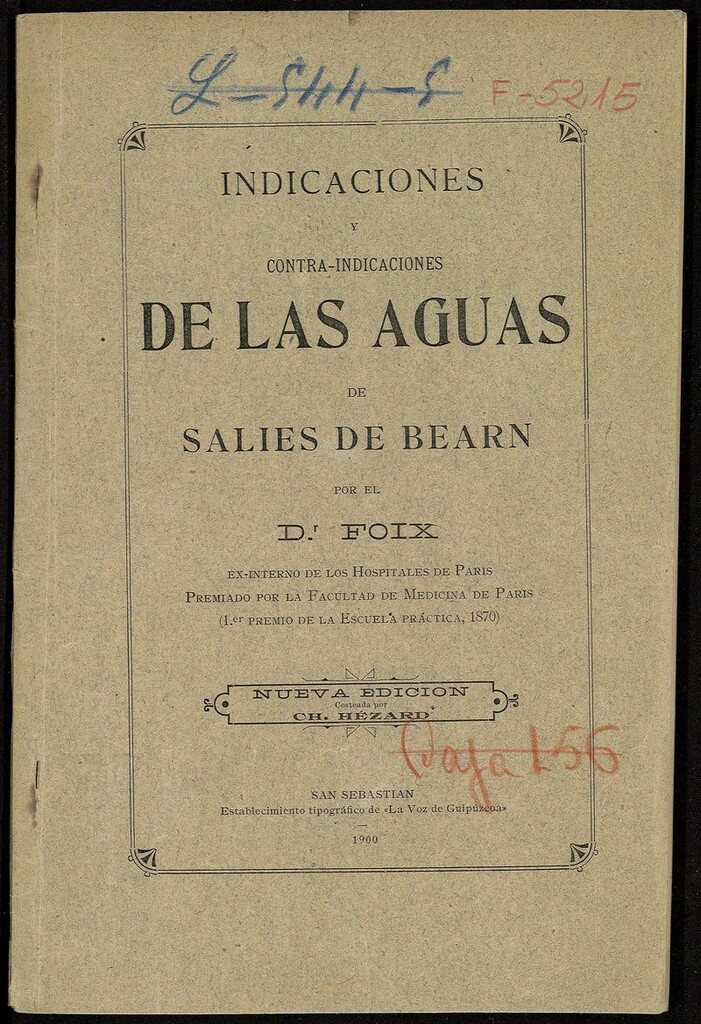 L-544-5 F-5215
INDICACIONES
Y
CONTRA-INDICACIONES
DE LAS AGUAS
DE
SALIES DE BEARN
POR EL
D.r FOIX
EX-INTERNO DE LOS HOSPITALES DE PARIS
PREMIADO POR LA FACULTAD DE MEDICINA DE PARIS
(1.er PREMIO DE LA ESCUELA PRÁCTICA, 1870)
NUEVA EDICION
Costeada por
CH. HÉZARD
Caja 156
SAN SEBASTIAN
Establecimiento tipográfico de «La Voz de Guipúzcoa»
1900